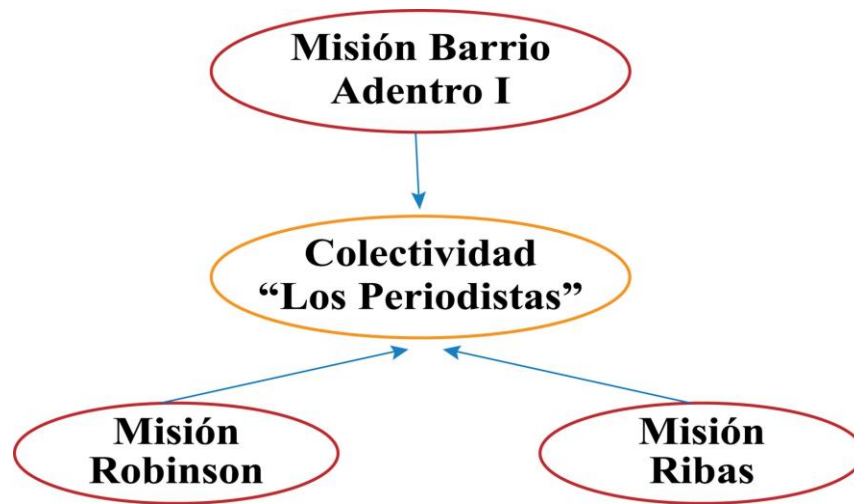 Misión Barrio
Adentro I
Colectividad
“Los Periodistas”
Misión
Robinson
Misión
Ribas